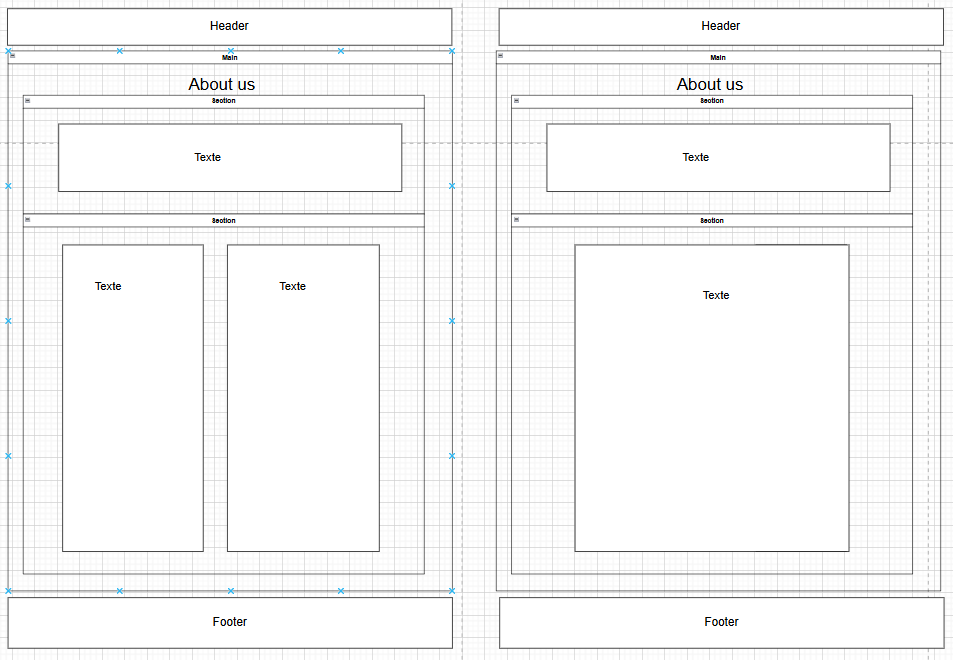 Header
Main
About us
Section
Texte
Section
Texte
Texte
Footer
Header
Main
About us
Section
Texte
Section
Texte
Footer